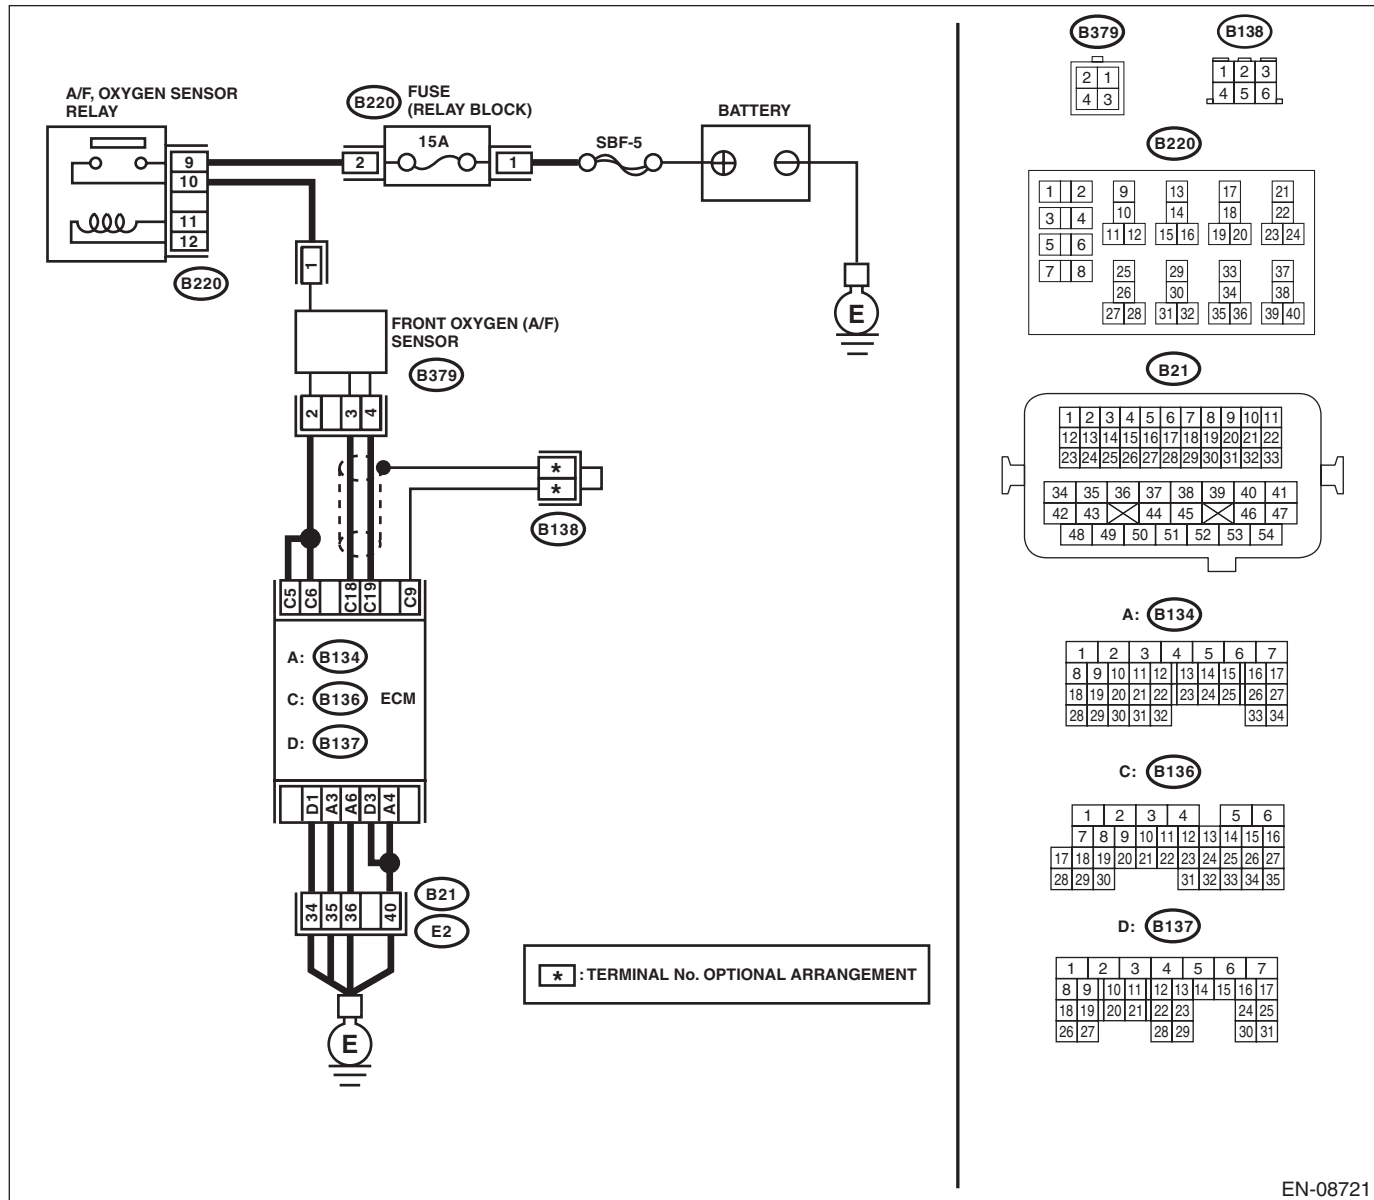 A/F, OXYGEN SENSOR
RELAY
9
10
11
12
B220
B220
FUSE
(RELAY BLOCK)
2
15A
1
SBF-5
BATTERY
E
1
FRONT OXYGEN (A/F)
SENSOR
B379
2 3 4
*
*
B138
C5 C6 C18 C19 C9
A: B134
C: B136 ECM
D: B137
D1 A3 A6 D3 A4
B21
34 35 36 40
E2
E
* : TERMINAL No. OPTIONAL ARRANGEMENT
B379
2 1
4 3
B138
1 2 3
4 5 6
B220
1 2 9 13 17 21
3 4 10 14 18 22
11 12 15 16 19 20 23 24
5 6
7 8 25 29 33 37
26 30 34 38
27 28 31 32 35 36 39 40
B21
1 2 3 4 5 6 7 8 9 10 11
12 13 14 15 16 17 18 19 20 21 22
23 24 25 26 27 28 29 30 31 32 33
34 35 36 37 38 39 40 41
42 43 44 45 46 47
48 49 50 51 52 53 54
A: B134
1 2 3 4 5 6 7
8 9 10 11 12 13 14 15 16 17
18 19 20 21 22 23 24 25 26 27
28 29 30 31 32 33 34
C: B136
1 2 3 4 5 6
7 8 9 10 11 12 13 14 15 16
17 18 19 20 21 22 23 24 25 26 27
28 29 30 31 32 33 34 35
D: B137
1 2 3 4 5 6 7
8 9 10 11 12 13 14 15 16 17
18 19 20 21 22 23 24 25
26 27 28 29 30 31
EN-08721